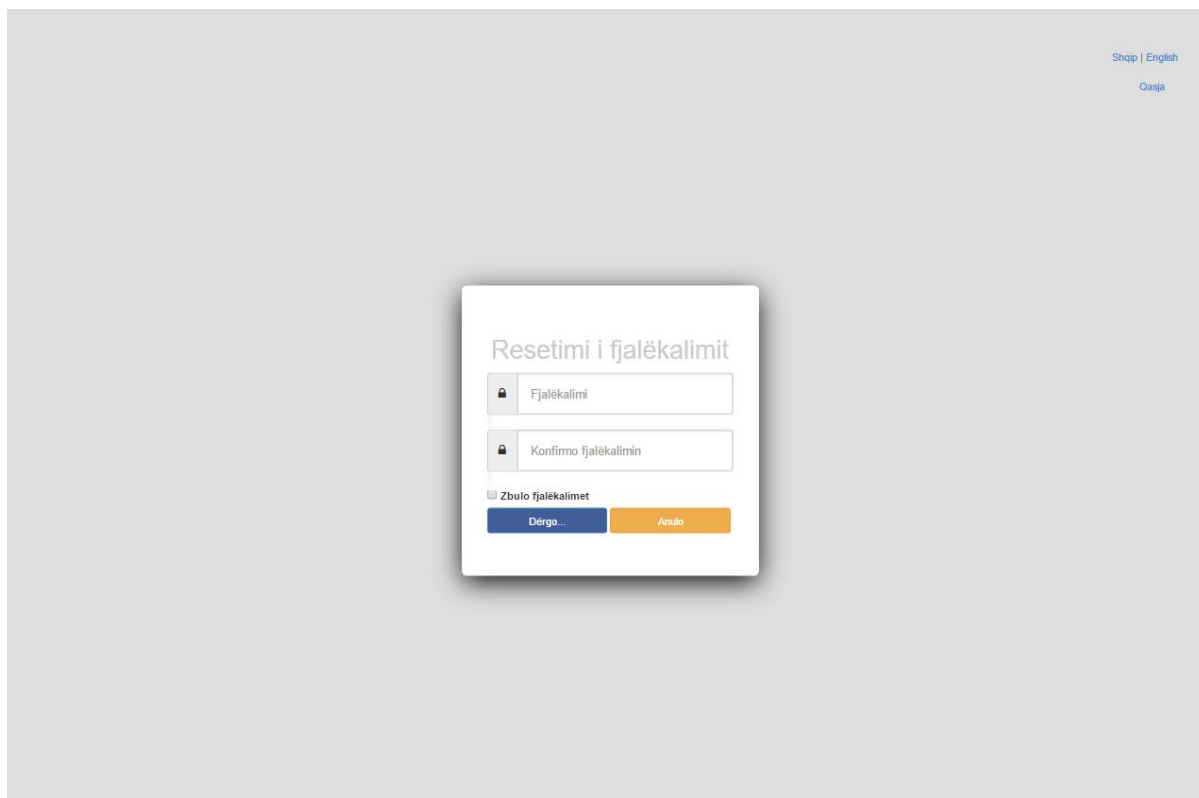 Shqip | English
Qasja
Resetimi i fjalëkalimit
Fjalëkalimi
Konfirmo fjalëkalimin
Zbulo fjalëkalimet
Dërgo... Anulo